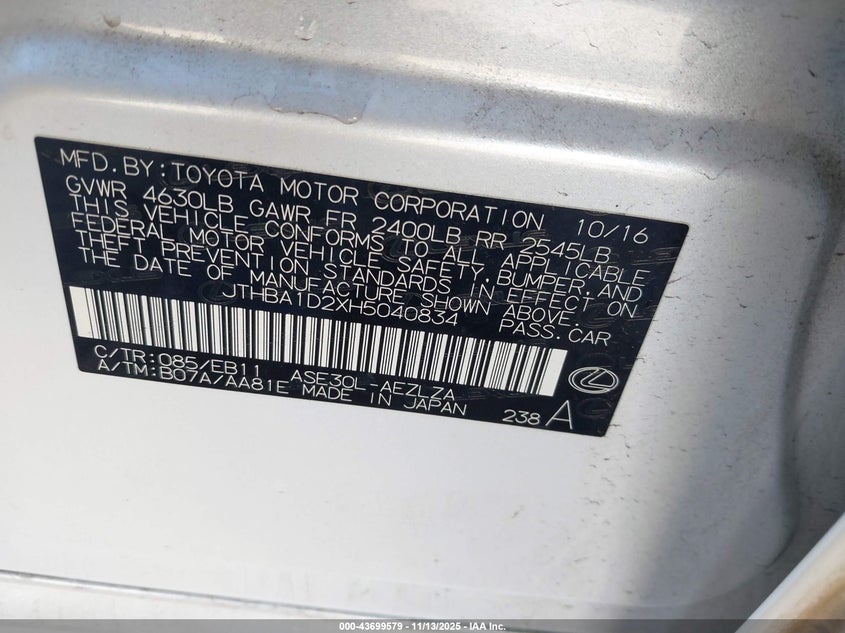 MFD.BY:TOYOTA MOTOR CORPORATION 10/16
GVWR 4630LB GAWR FR 2400LB RR 2545LB
THIS VEHICLE CONFORMS TO ALL APPLICABLE
FEDERAL MOTOR VEHICLE SAFETY,BUMPER,AND
THEFT PREVENTION STANDARDS IN EFFECT ON
THE DATE OF MANUFACTURE SHOWN ABOVE.
JTHBA1D2XH5040834 PASS.CAR
C/TR:085/EB11 ASE30L-AEZLZA
A/TM:B07A/AA81E MADE IN JAPAN 238 A
000-43699579 - 11/13/2025 - IAA Inc.